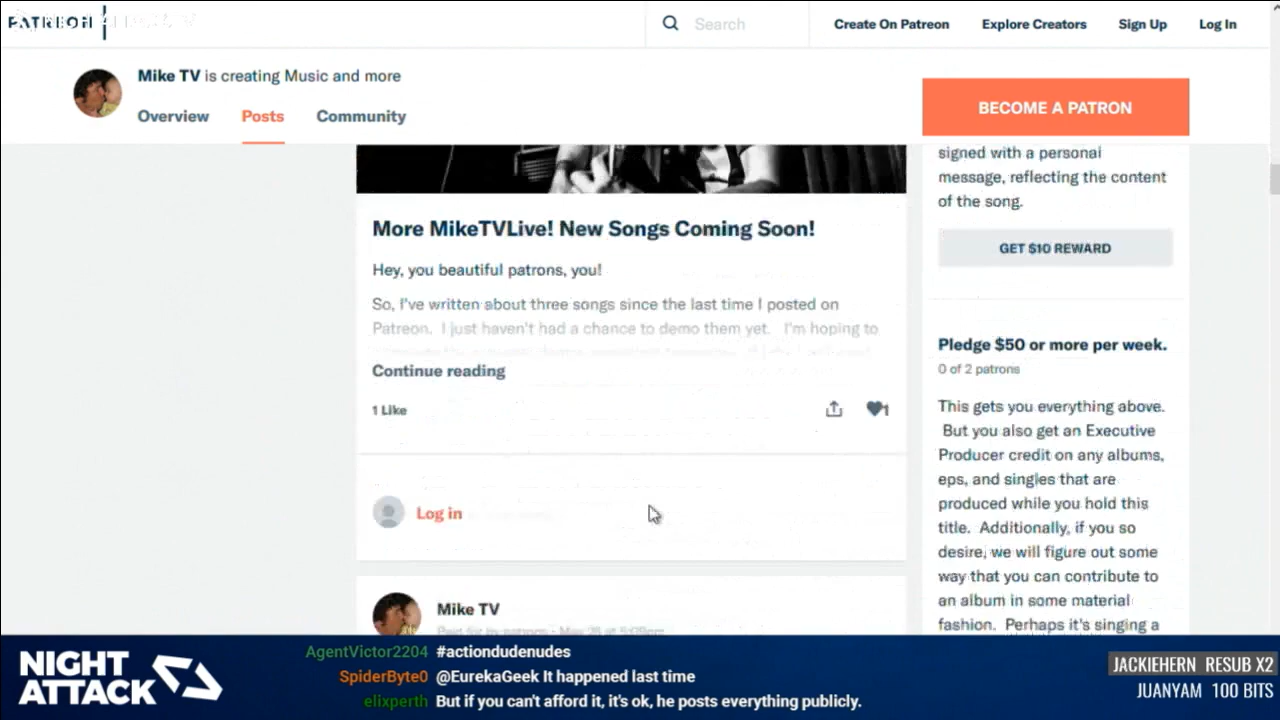 PATREON
Search
Create On Patreon
Explore Creators
Sign Up
Log In
Mike TV is creating Music and more
Overview
Posts
Community
BECOME A PATRON
More MikeTVLive! New Songs Coming Soon!
Hey, you beautiful patrons, you!
So, I've written about three songs since the last time I posted on
Patreon. I just haven't had a chance to demo them yet. I'm hoping to
Continue reading
1 Like
1
Log in
Mike TV
signed with a personal
message, reflecting the content
of the song.
GET $10 REWARD
Pledge $50 or more per week.
0 of 2 patrons
This gets you everything above.
But you also get an Executive
Producer credit on any albums,
eps, and singles that are
produced while you hold this
title. Additionally, if you so
desire, we will figure out some
way that you can contribute to
an album in some material
fashion. Perhaps it's singing a
NIGHT
ATTACK
AgentVictor2204 #actiondudenudes
SpiderByte0 @EurekaGeek It happened last time
elixperth But if you can't afford it, it's ok, he posts everything publicly.
JACKIEHERN RESUB X2
JUANYAM 100 BITS